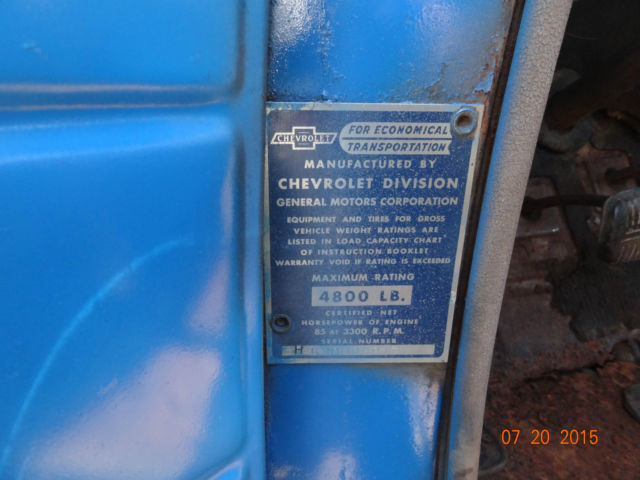 CHEVROLET
FOR ECONOMICAL
TRANSPORTATION
MANUFACTURED BY
CHEVROLET DIVISION
GENERAL MOTORS CORPORATION
EQUIPMENT AND TIRES FOR GROSS
VEHICLE WEIGHT RATINGS ARE
LISTED IN LOAD CAPACITY CHART
OF INSTRUCTION BOOKLET
WARRANTY VOID IF RATING IS EXCEEDED
MAXIMUM RATING
4800 LB.
CERTIFIED NET
HORSEPOWER OF ENGINE
85 AT 3300 R.P.M.
SERIAL NUMBER
07 20 2015